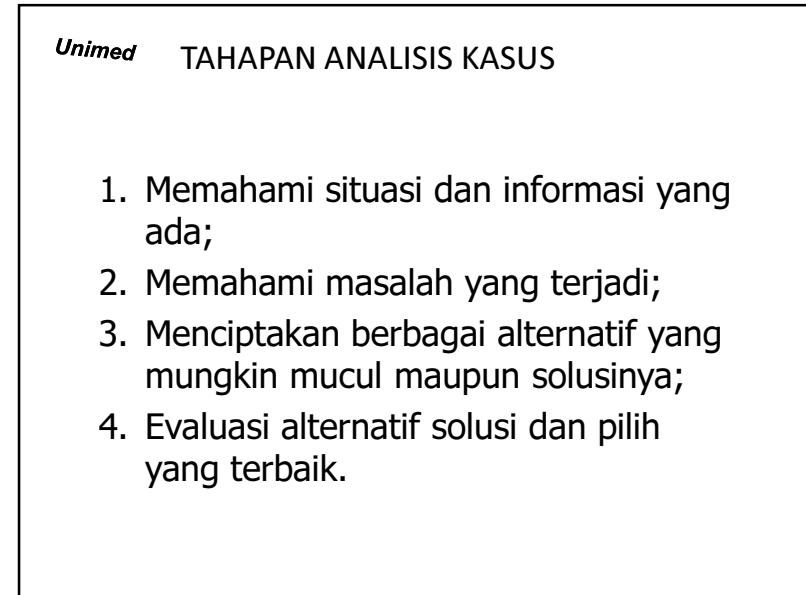 Unimed TAHAPAN ANALISIS KASUS
1. Memahami situasi dan informasi yang
ada;
2. Memahami masalah yang terjadi;
3. Menciptakan berbagai alternatif yang
mungkin mucul maupun solusinya;
4. Evaluasi alternatif solusi dan pilih
yang terbaik.